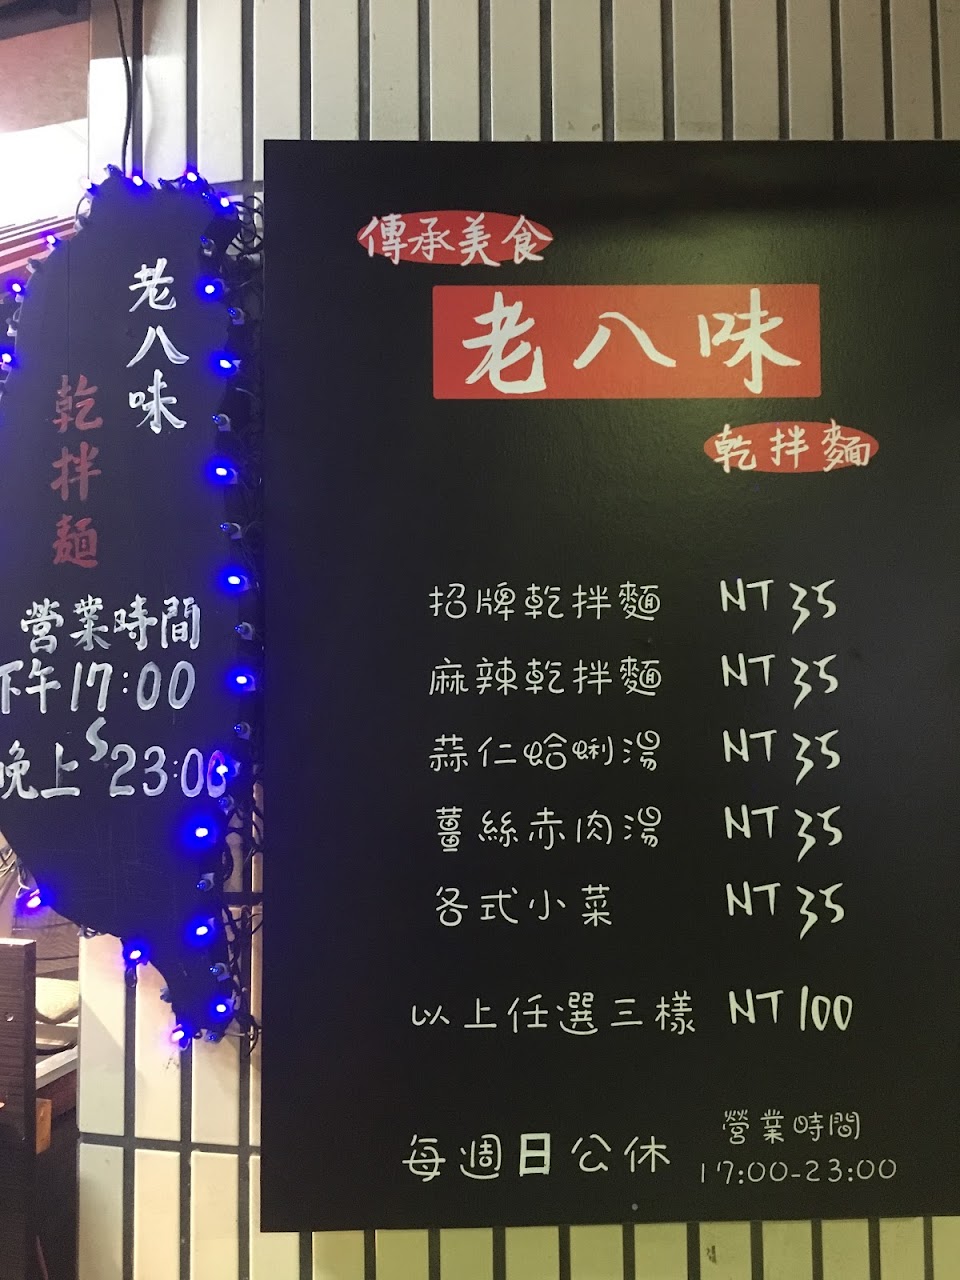 老八味
乾拌麵
營業時間
下午17:00
S
晚上23:00
傳承美食
老八味
乾拌麵
招牌乾拌麵 NT 35
麻辣乾拌麵 NT 35
蒜仁蛤蜊湯 NT 35
薑絲赤肉湯 NT 35
各式小菜 NT 35
以上任選三樣 NT 100
每週日公休
營業時間
17:00-23:00